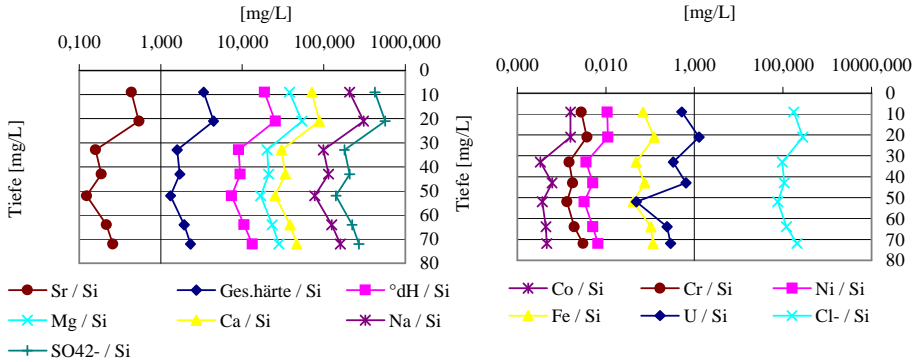 [mg/L]
0,100 1,000 10,000 100,000 1000,000
0
10
20
30
40
50
60
70
80
Tiefe [mg/L]
Sr / Si Ges.härte / Si °dH / Si
Mg / Si Ca / Si Na / Si
SO42- / Si
[mg/L]
0,000 0,010 1,000 100,000 10000,000
0
10
20
30
40
50
60
70
80
Tiefe [mg/L]
Co / Si Cr / Si Ni / Si
Fe / Si U / Si Cl- / Si